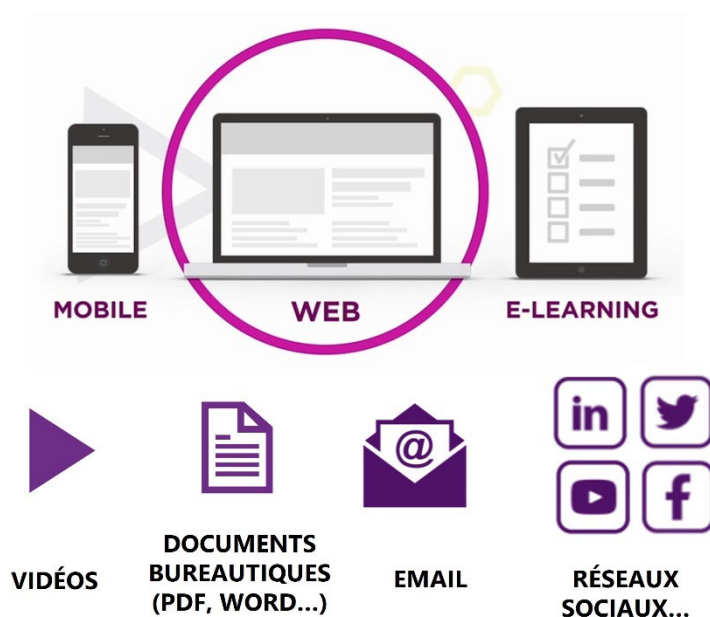 MOBILE
WEB
E-LEARNING
in
@
f
VIDÉOS
DOCUMENTS
BUREAUTIQUES
(PDF, WORD...)
EMAIL
RÉSEAUX
SOCIAUX...